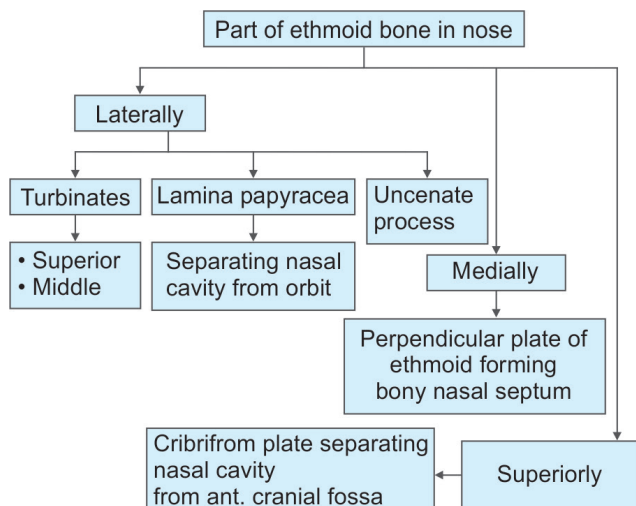 Part of ethmoid bone in nose
Laterally
Turbinates
Lamina papyracea
Uncenate
process
• Superior
• Middle
Separating nasal
cavity from orbit
Medially
Perpendicular plate of
ethmoid forming
bony nasal septum
Cribrifrom plate separating
nasal cavity
from ant. cranial fossa
Superiorly